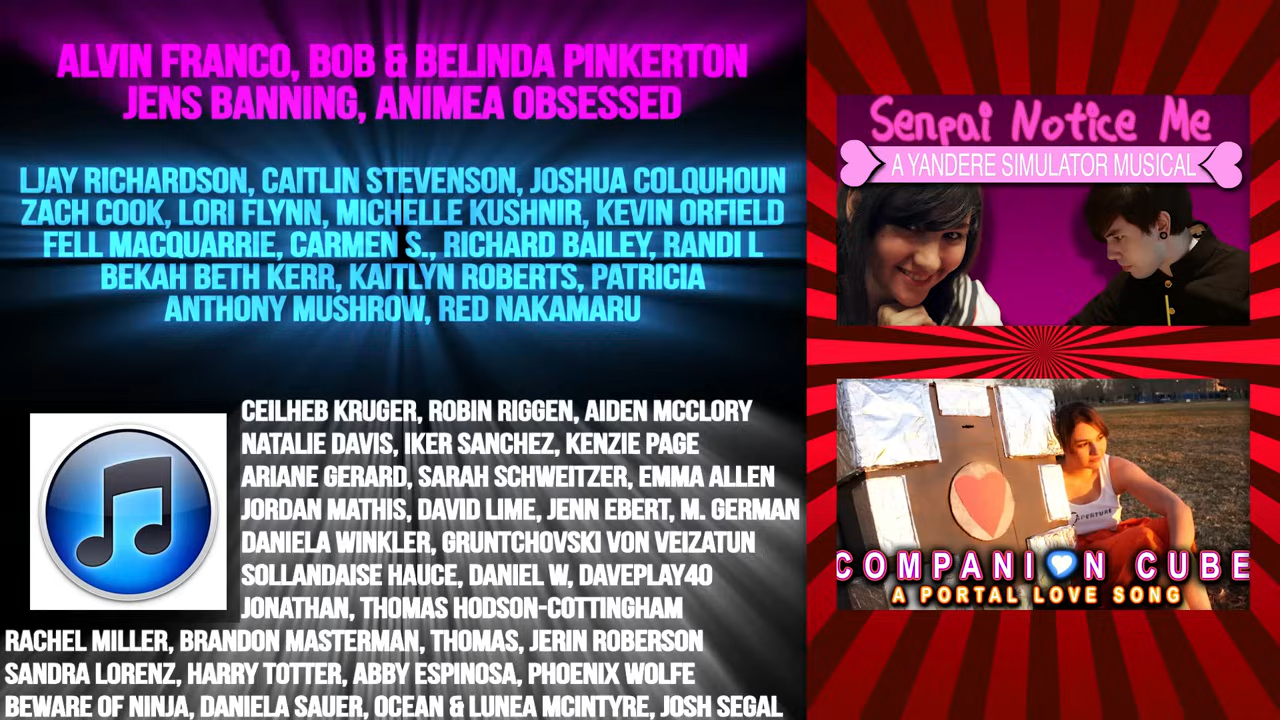 ALVIN FRANCO, BOB & BELINDA PINKERTON
JENS BANNING, ANIMEA OBSESSED
LJAY RICHARDSON, CAITLIN STEVENSON, JOSHUA COLQUHOUN
ZACH COOK, LORI FLYNN, MICHELLE KUSHNIR, KEVIN ORFIELD
FELL MACQUARRIE, CARMEN S., RICHARD BAILEY, RANDI L
BEKAH BETH KERR, KAITLYN ROBERTS, PATRICIA
ANTHONY MUSHROW, RED NAKAMARU
CEILHEB KRUGER, ROBIN RIGGEN, AIDEN MCCLORY
NATALIE DAVIS, IKER SANCHEZ, KENZIE PAGE
ARIANE GERARD, SARAH SCHWEITZER, EMMA ALLEN
JORDAN MATHIS, DAVID LIME, JENN EBERT, M. GERMAN
DANIELA WINKLER, GRUNTCHOVSKI VON VEIZATUN
SOLLANDAISE HAUCE, DANIEL W, DAVEPLAY40
JONATHAN, THOMAS HODSON-COTTINGHAM
RACHEL MILLER, BRANDON MASTERMAN, THOMAS, JERIN ROBERSON
SANDRA LORENZ, HARRY TOTTER, ABBY ESPINOSA, PHOENIX WOLFE
BEWARE OF NINJA, DANIELA SAUER, OCEAN & LUNEA MCINTYRE, JOSH SEGAL
Senpai Notice Me
A YANDERE SIMULATOR MUSICAL
APERTURE
COMPANION CUBE
A PORTAL LOVE SONG